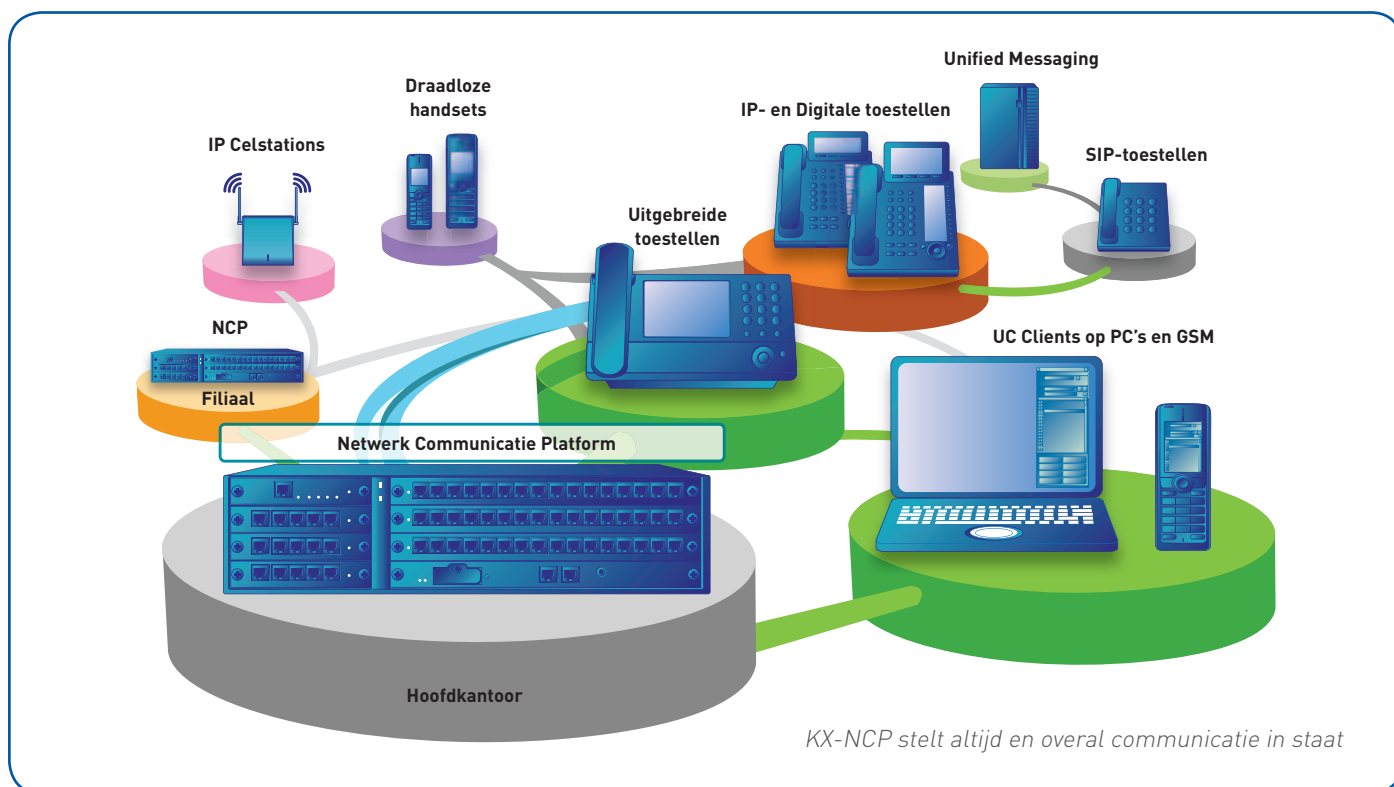 Unified Messaging
Draadloze
handsets
IP- en Digitale toestellen
IP Celstations
SIP-toestellen
Uitgebreide
toestellen
NCP
UC Clients op PC's en GSM
Filiaal
Netwerk Communicatie Platform
Hoofdkantoor
KX-NCP stelt altijd en overal communicatie in staat